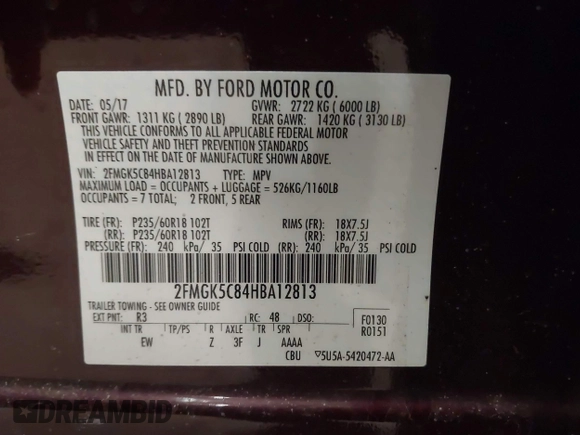 MFD. BY FORD MOTOR CO.
DATE: 05/17 GVWR: 2722 KG ( 6000 LB)
FRONT GAWR: 1311 KG ( 2890 LB) REAR GAWR: 1420 KG ( 3130 LB)
THIS VEHICLE CONFORMS TO ALL APPLICABLE FEDERAL MOTOR
VEHICLE SAFETY AND THEFT PREVENTION STANDARDS
IN EFFECT ON THE DATE OF MANUFACTURE SHOWN ABOVE.
VIN: 2FMGK5C84HBA12813 TYPE: MPV
MAXIMUM LOAD = OCCUPANTS + LUGGAGE = 526KG/1160LB
OCCUPANTS = 7 TOTAL; 2 FRONT, 5 REAR
TIRE (FR): P235/60R18 102T RIMS (FR): 18X7.5J
(RR): P235/60R18 102T (RR): 18X7.5J
PRESSURE (FR): 240 kPa/ 35 PSI COLD (RR): 240 kPa/ 35 PSI COLD
2FMGK5C84HBA12813
TRAILER TOWING - SEE OWNER GUIDE
EXT PNT: R3 RC: 48 DSO: F0130
R0151
INT TR TP/PS R AXLE TR SPR
EW Z 3F J AAAA
CBU 5U5A-5420472-AA
DREAMBID